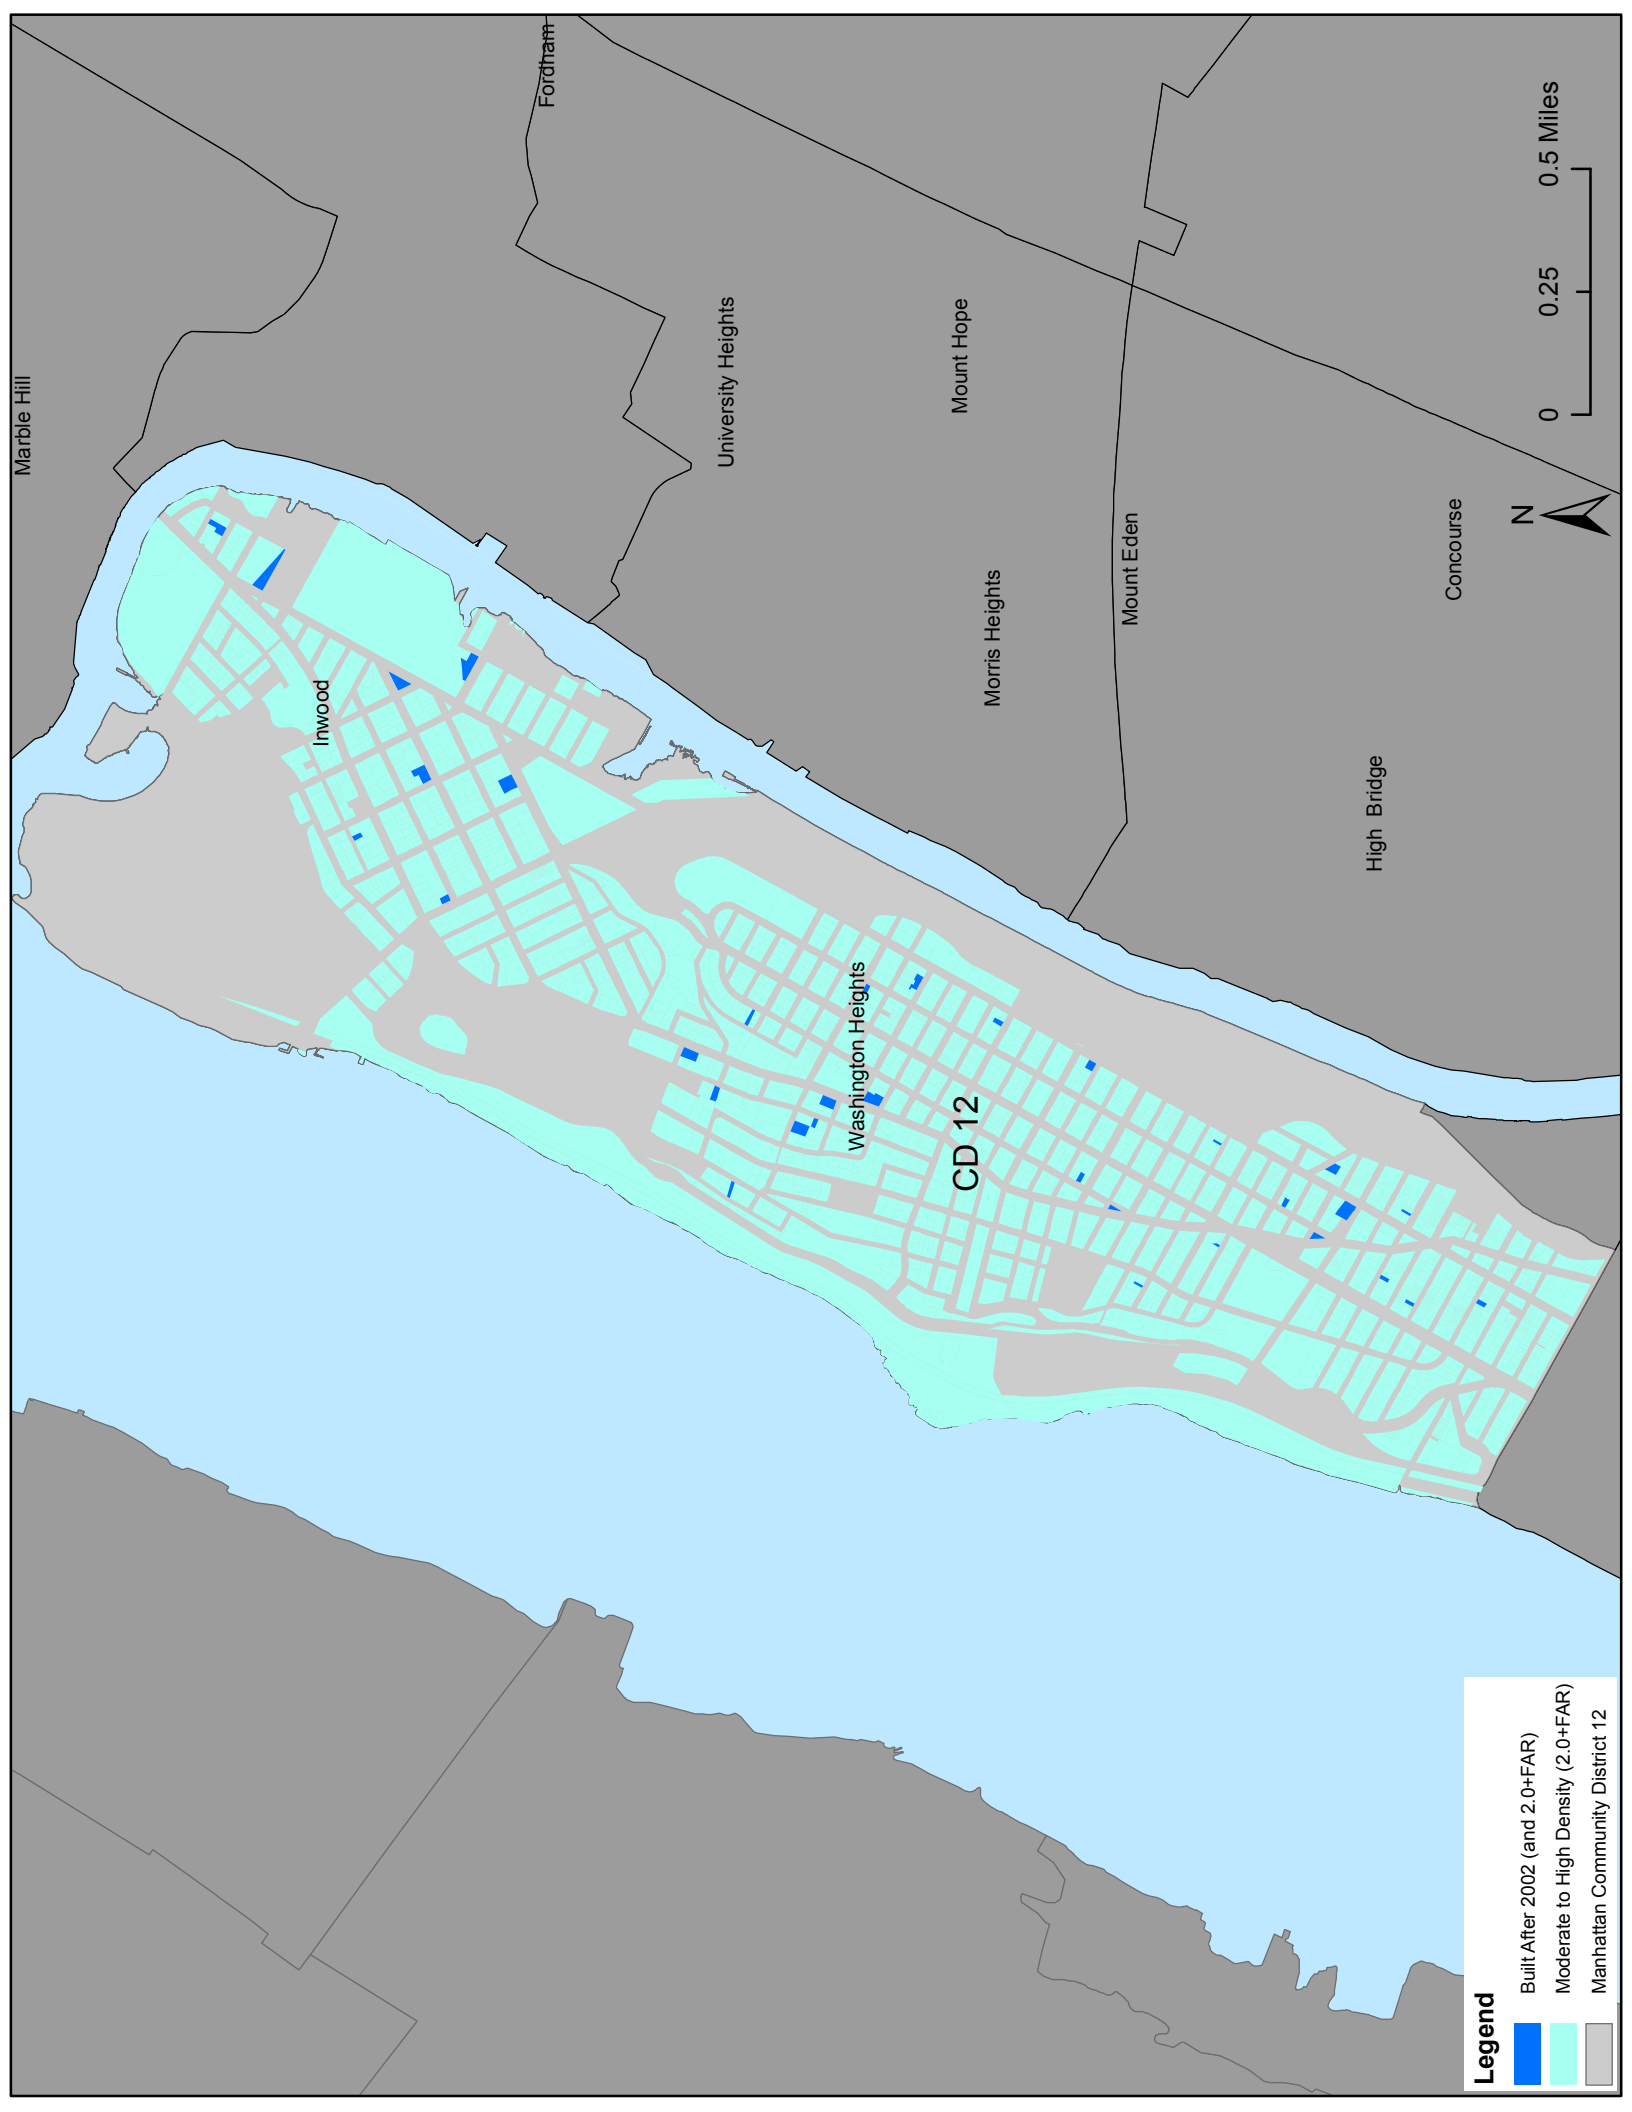 Marble Hill
Fordham
Inwood
University Heights
Mount Hope
Morris Heights
Washington Heights
CD 12
Mount Eden
High Bridge
Concourse
N
0 0.25 0.5 Miles
Legend
Built After 2002 (and 2.0+FAR)
Moderate to High Density (2.0+FAR)
Manhattan Community District 12